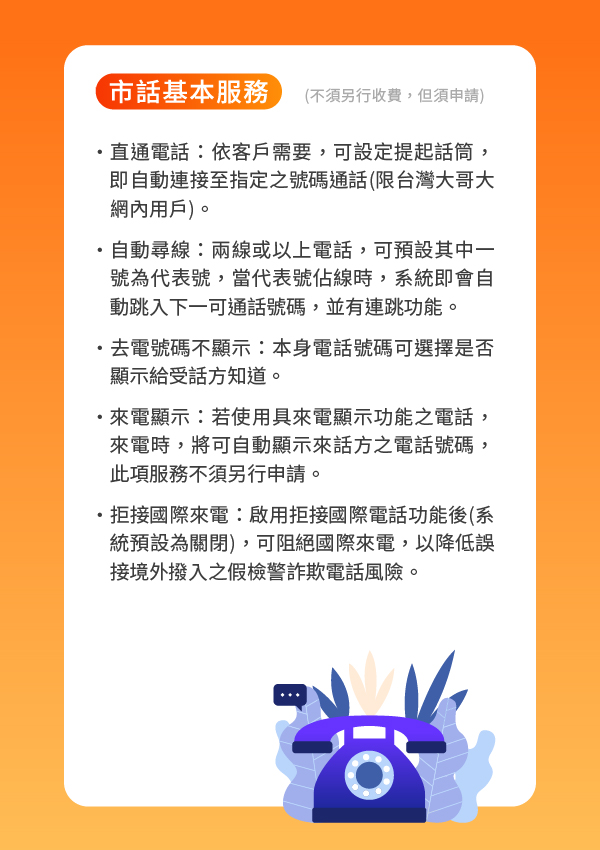 市話基本服務 (不須另行收費，但須申請)
・直通電話：依客戶需要，可設定提起話筒，
即自動連接至指定之號碼通話(限台灣大哥大
網內用戶)。
・自動尋線：兩線或以上電話，可預設其中一
號為代表號，當代表號佔線時，系統即會自
動跳入下一可通話號碼，並有連跳功能。
・去電號碼不顯示：本身電話號碼可選擇是否
顯示給受話方知道。
・來電顯示：若使用具來電顯示功能之電話，
來電時，將可自動顯示來話方之電話號碼，
此項服務不須另行申請。
・拒接國際來電：啟用拒接國際電話功能後(系
統預設為關閉)，可阻絕國際來電，以降低誤
接境外撥入之假檢警詐欺電話風險。